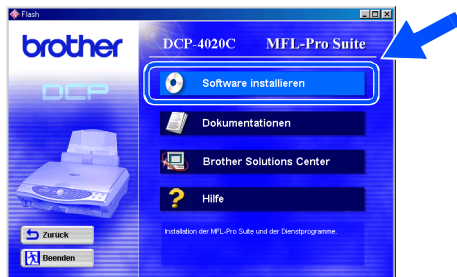 Flash
brother
DCP-4020C MFL-Pro Suite
DCP
Software installieren
Dokumentationen
Brother Solutions Center
Hilfe
Installation der MFL-Pro Suite und der Dienstprogramme.
Zurück
Beenden